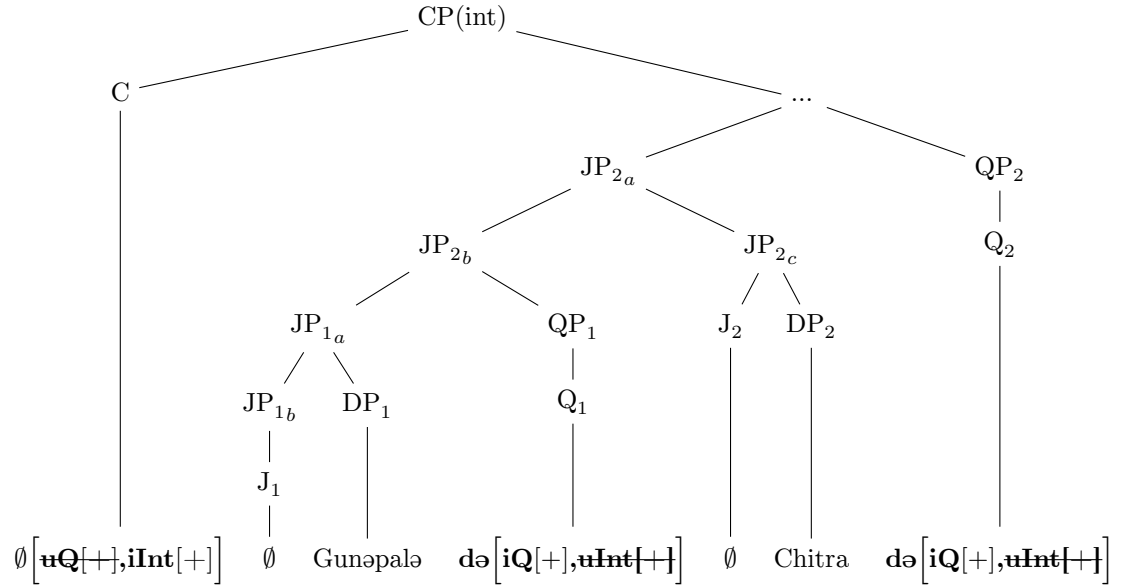 CP(int)
C ...
JP₂ₐ QP₂
JP₂b JP₂c Q₂
JP₁ₐ QP₁ J₂ DP₂
JP₁b DP₁ Q₁
J₁
∅[uQ[+],iInt[+]] ∅ Gunəpalə də[iQ[+],uInt[+]] ∅ Chitra də[iQ[+],uInt[+]]